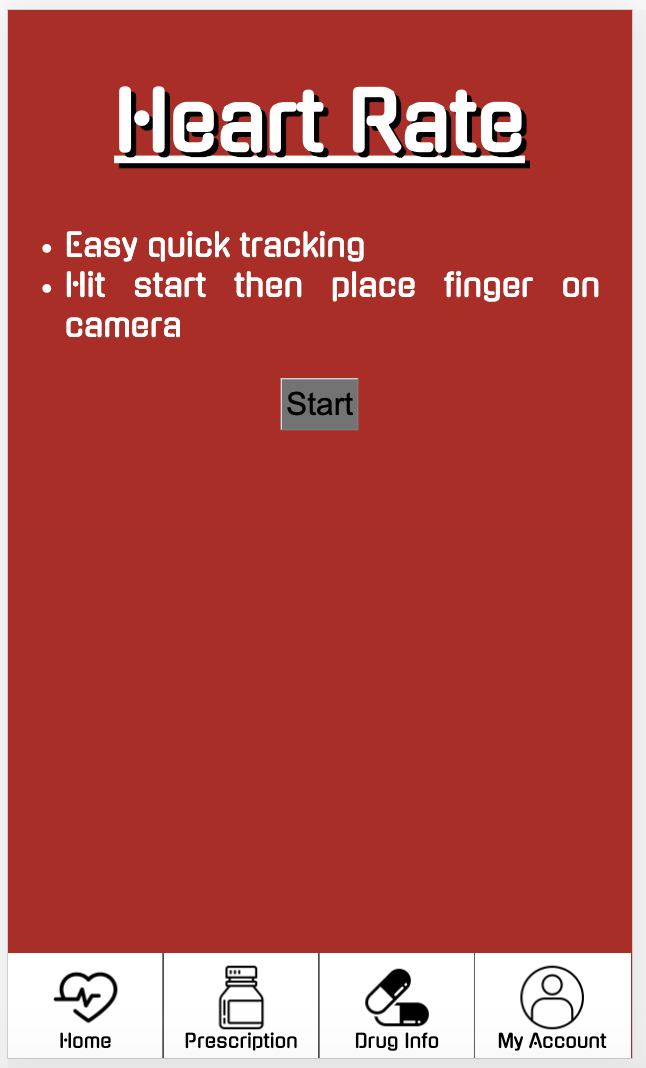 Heart Rate
Easy quick tracking
Hit start then place finger on
camera
Start
Home
Prescription
Drug Info
My Account